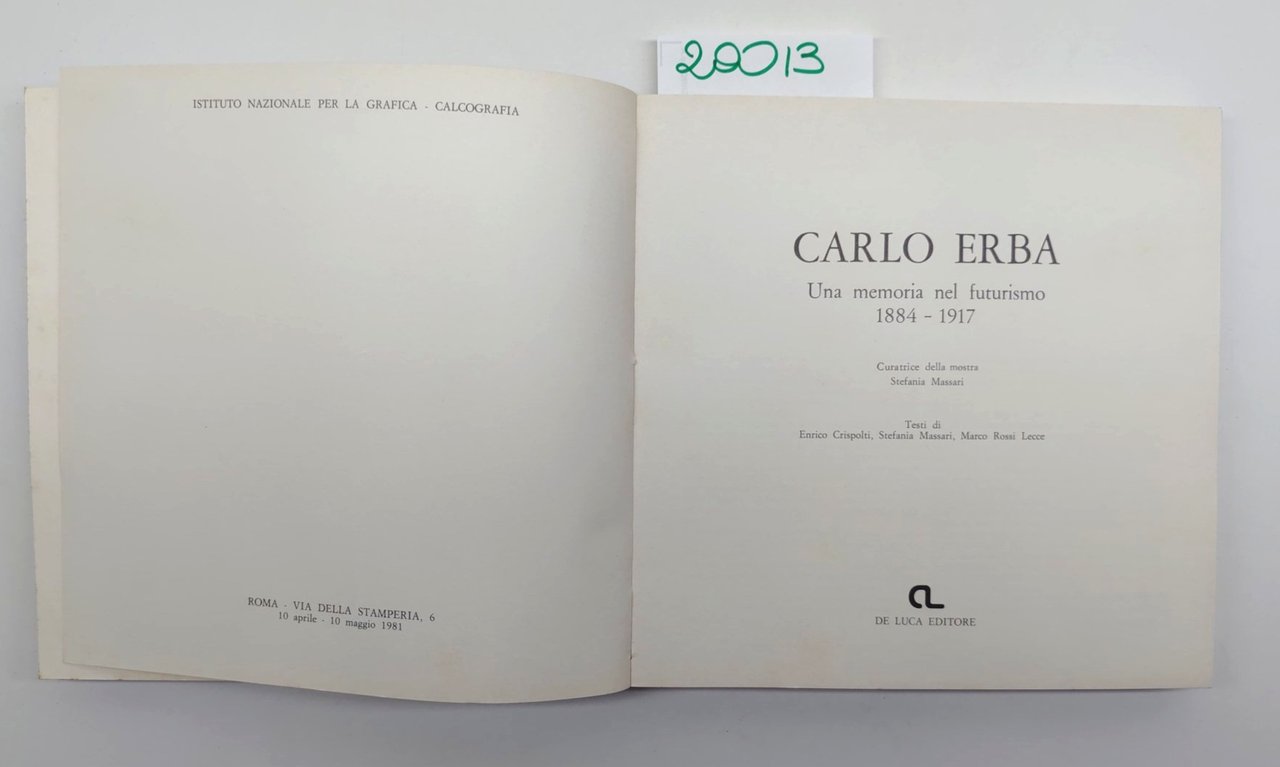 20013
ISTITUTO NAZIONALE PER LA GRAFICA - CALCOGRAFIA
ROMA - VIA DELLA STAMPERIA, 6
10 aprile - 10 maggio 1981
CARLO ERBA
Una memoria nel futurismo
1884 - 1917
Curatrice della mostra
Stefania Massari
Testi di
Enrico Crispolti, Stefania Massari, Marco Rossi Lecce
DE LUCA EDITORE